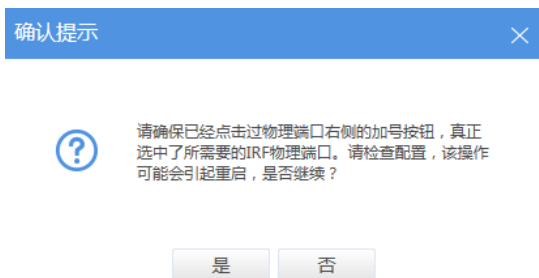 确认提示
请确保已经点击过物理端口右侧的加号按钮，真正
选中了所需要的IRF物理端口。请检查配置，该操作
可能会引起重启，是否继续？
是 否